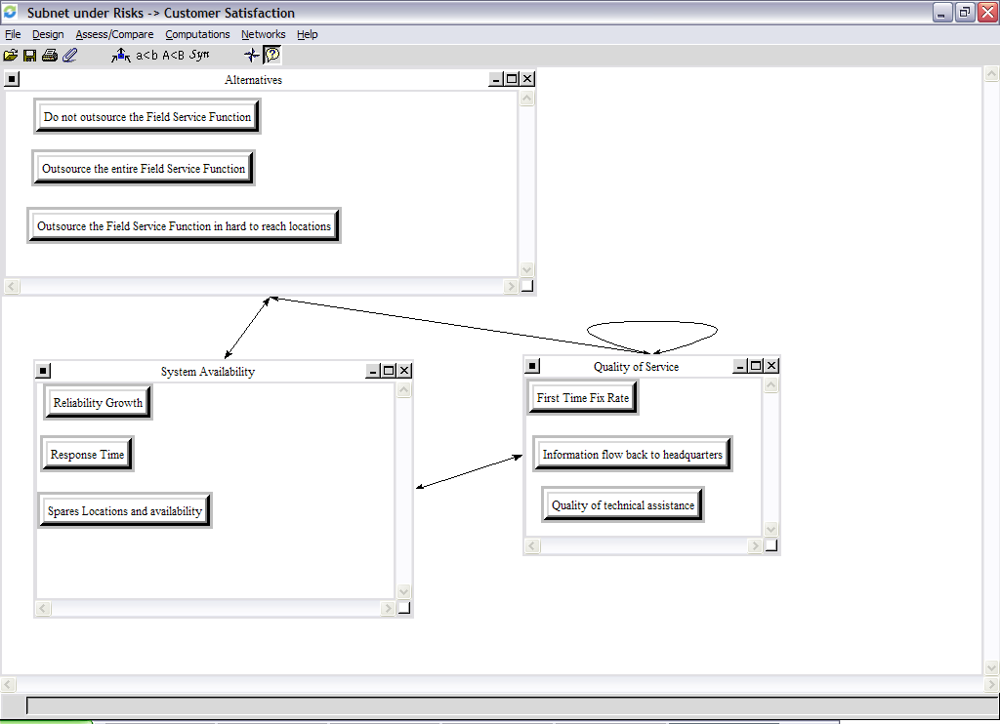 Subnet under Risks -> Customer Satisfaction
File Design Assess/Compare Computations Networks Help
a<b A<B Syn
Alternatives
Do not outsource the Field Service Function
Outsource the entire Field Service Function
Outsource the Field Service Function in hard to reach locations
System Availability
Reliability Growth
Response Time
Spares Locations and availability
Quality of Service
First Time Fix Rate
Information flow back to headquarters
Quality of technical assistance